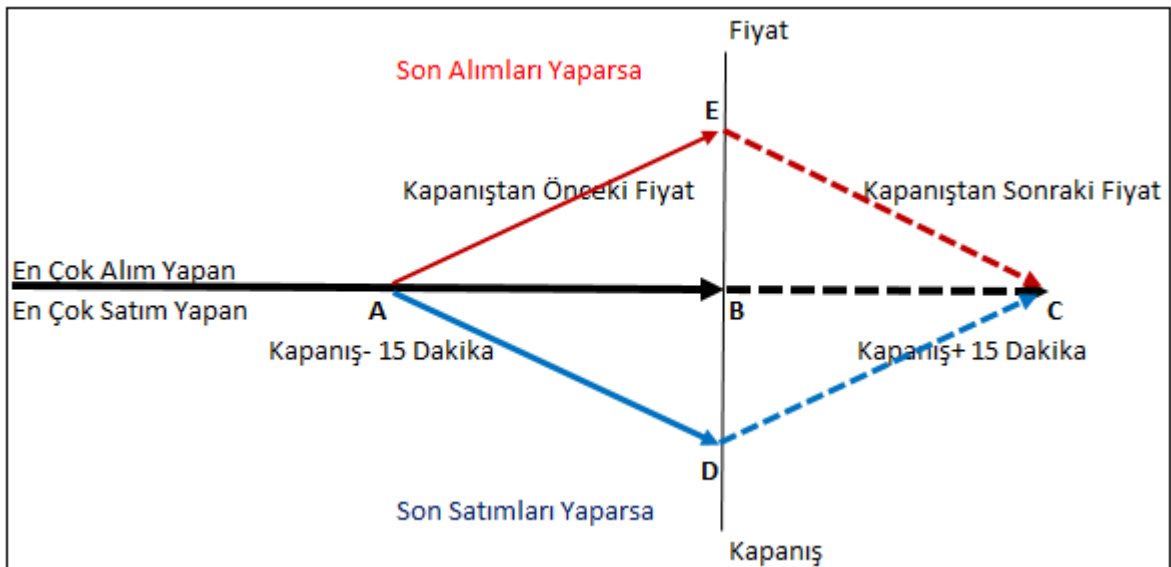 Fiyat
Son Alımları Yaparsa
E
Kapanıştan Önceki Fiyat
Kapanıştan Sonraki Fiyat
En Çok Alım Yapan
En Çok Satım Yapan
A
B
C
Kapanış- 15 Dakika
Kapanış+ 15 Dakika
D
Son Satımları Yaparsa
Kapanış